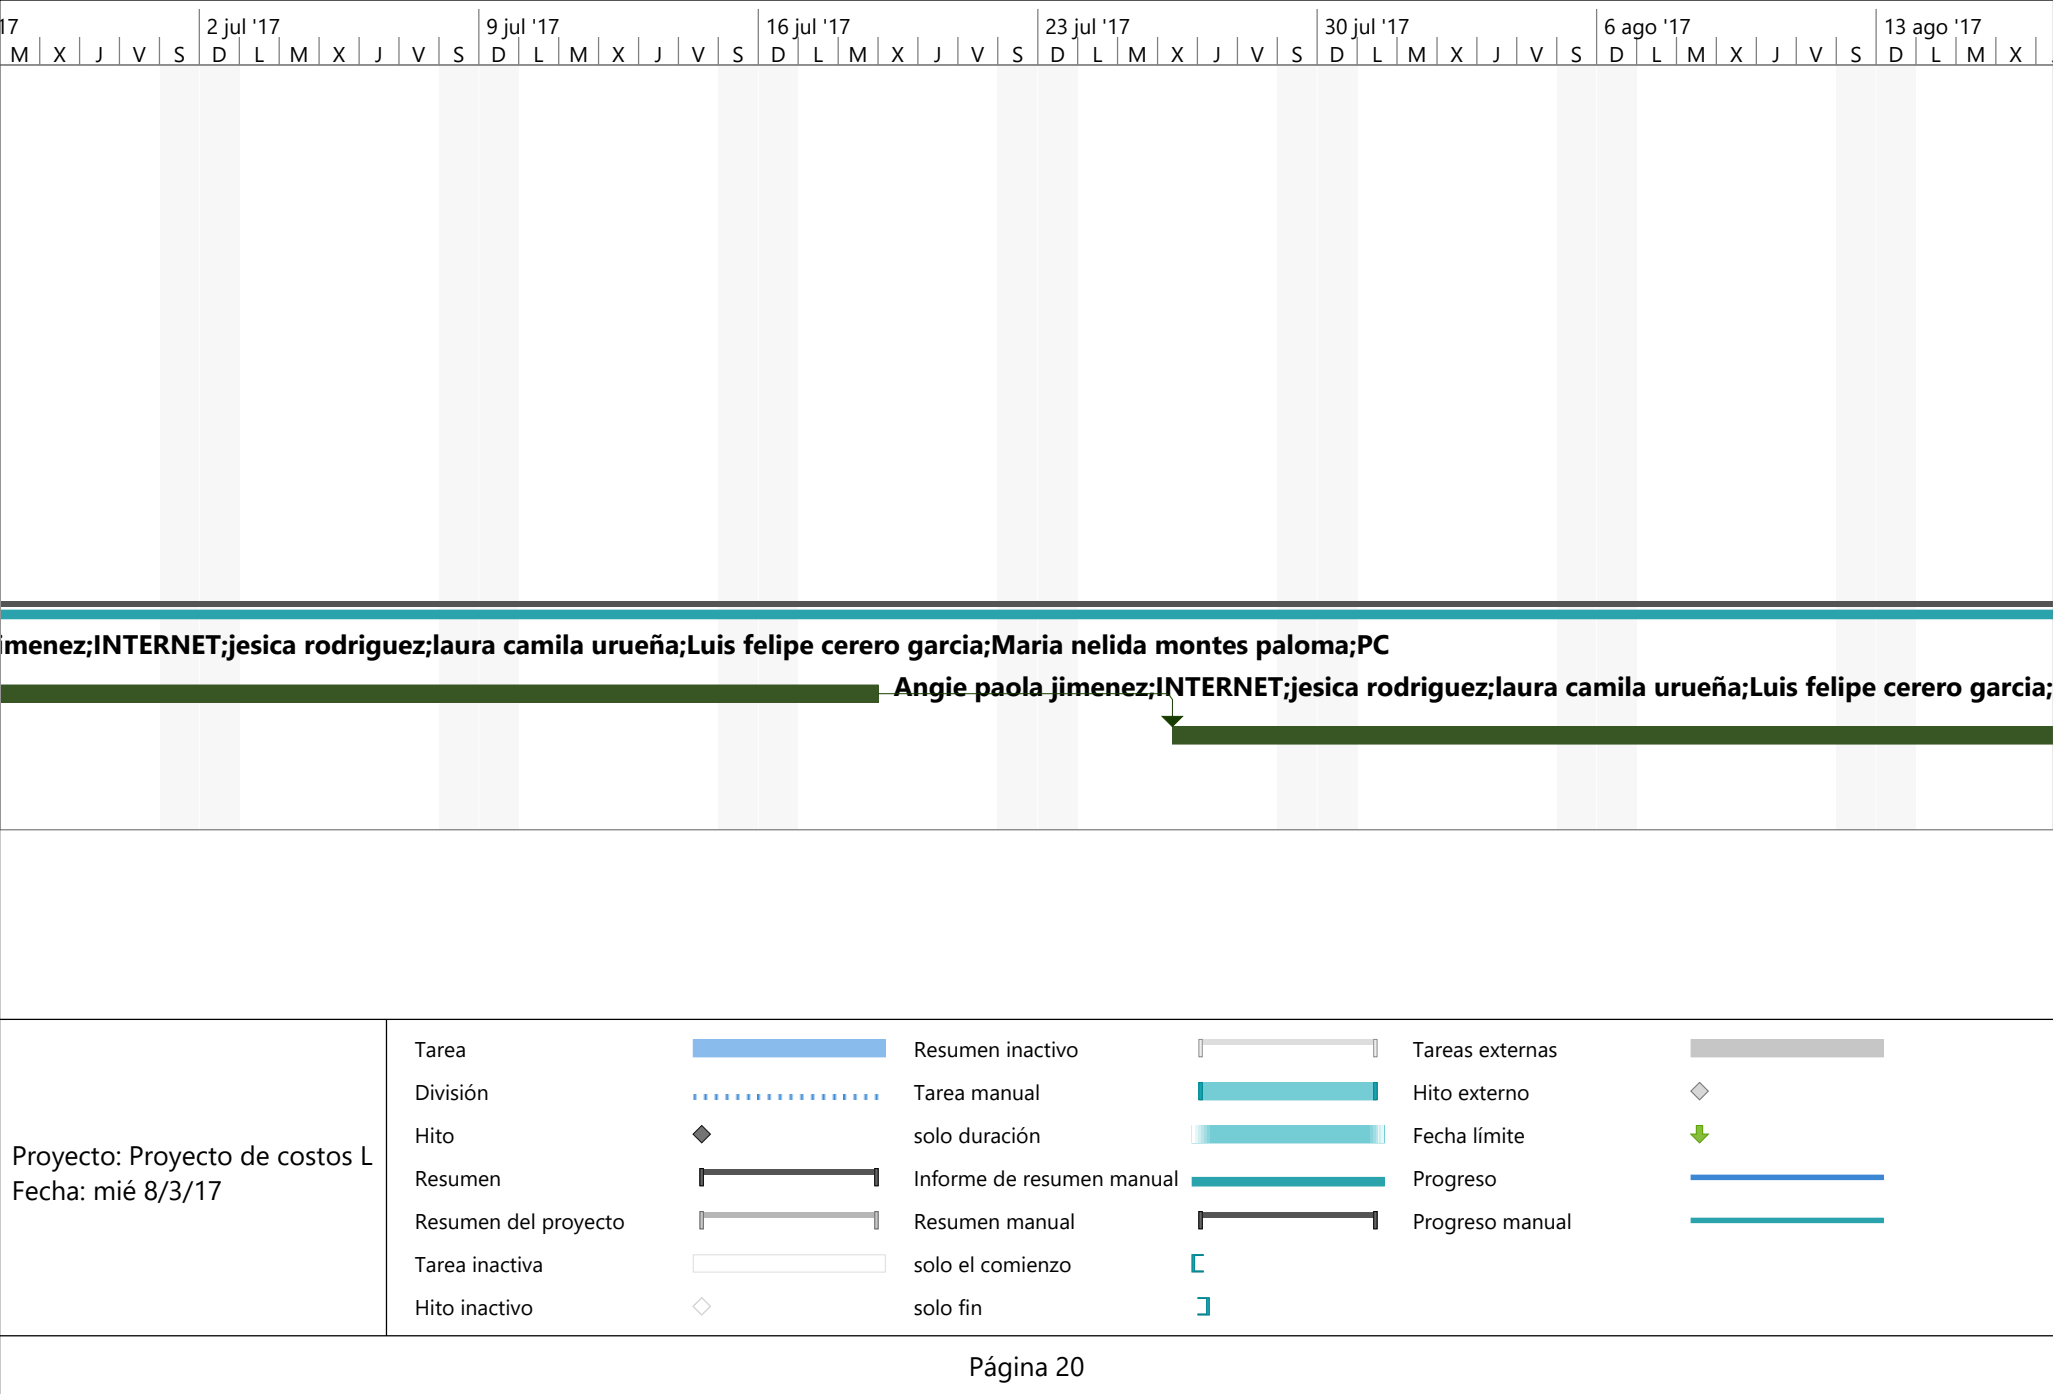 17 2 jul '17 9 jul '17 16 jul '17 23 jul '17 30 jul '17 6 ago '17 13 ago '17
M X J V S D L M X J V S D L M X J V S D L M X J V S D L M X J V S D L M X J V S D L M X J V S D L M X
imenez;INTERNET;jesica rodriguez;laura camila urueña;Luis felipe cerero garcia;Maria nelida montes paloma;PC
Angie paola jimenez;INTERNET;jesica rodriguez;laura camila urueña;Luis felipe cerero garcia;
Proyecto: Proyecto de costos L
Fecha: mié 8/3/17
Tarea
División
Hito
Resumen
Resumen del proyecto
Tarea inactiva
Hito inactivo
Resumen inactivo
Tarea manual
solo duración
Informe de resumen manual
Resumen manual
solo el comienzo
solo fin
Tareas externas
Hito externo
Fecha límite
Progreso
Progreso manual
Página 20